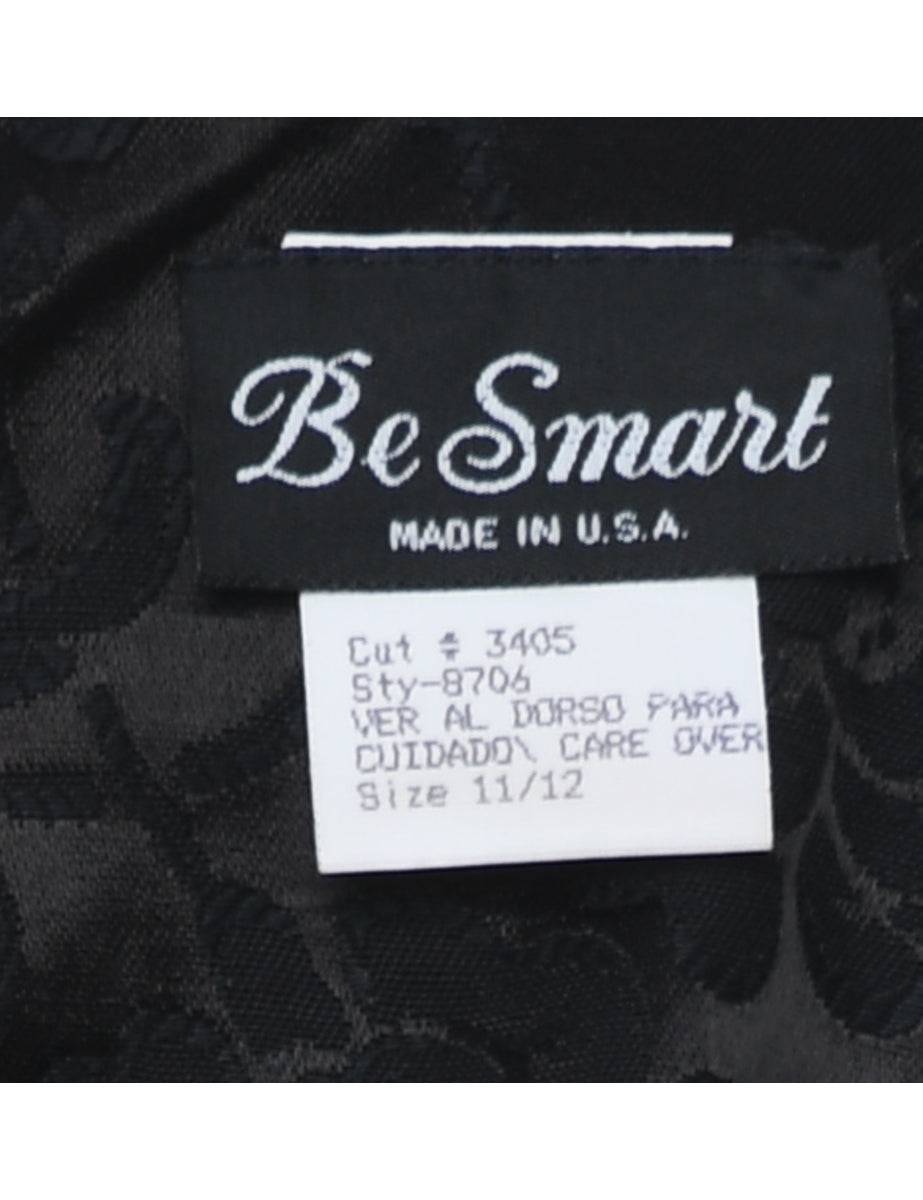 Be Smart
MADE IN U.S.A.
Cut # 3405
Sty-8706
VER AL DORSO PARA
CUIDADO\ CARE OVER
Size 11/12